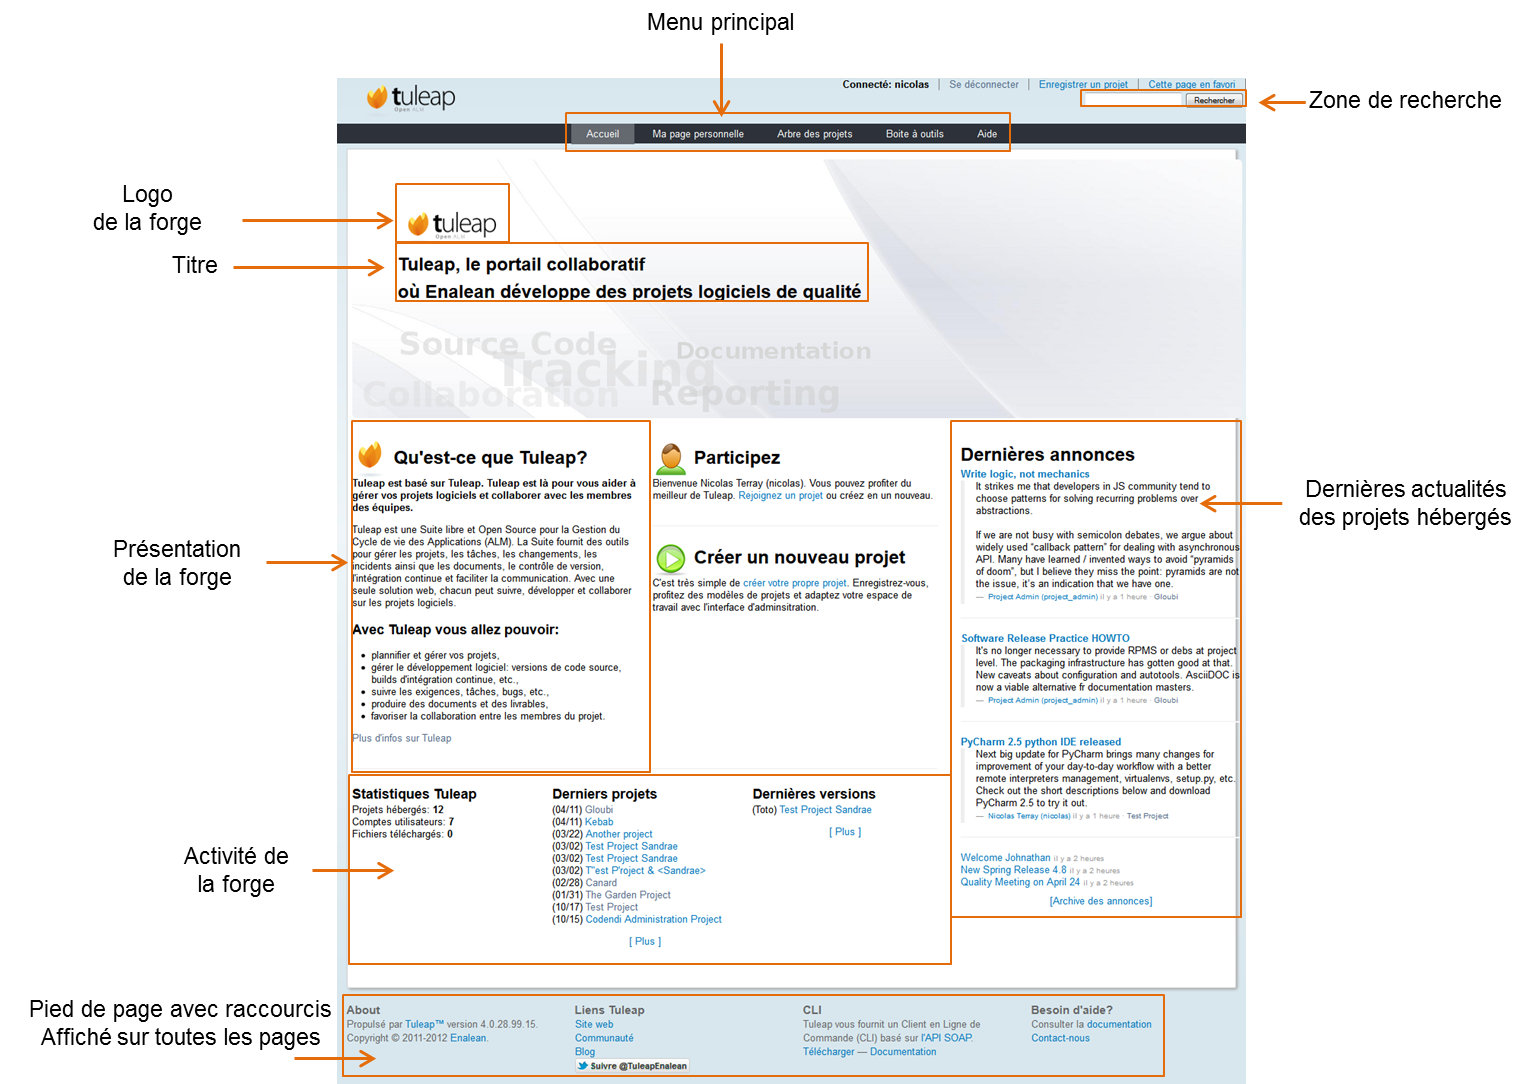 Menu principal
tuleap
Open ALM
Connecté: nicolas
Se déconnecter
Enregistrer un projet
Cette page en favori
Rechercher
Zone de recherche
Accueil
Ma page personnelle
Arbre des projets
Boite à outils
Aide
Logo
de la forge
tuleap
Open ALM
Titre
Tuleap, le portail collaboratif
où Enalean développe des projets logiciels de qualité
Source Code
Tracking
Documentation
Collaboration
Reporting
Présentation
de la forge
Qu'est-ce que Tuleap?
Tuleap est basé sur Tuleap. Tuleap est là pour vous aider à
gérer vos projets logiciels et collaborer avec les membres
des équipes.
Tuleap est une Suite libre et Open Source pour la Gestion du
Cycle de vie des Applications (ALM). La Suite fournit des outils
pour gérer les projets, les tâches, les changements, les
incidents ainsi que les documents, le contrôle de version,
l'intégration continue et faciliter la communication. Avec une
seule solution web, chacun peut suivre, développer et collaborer
sur les projets logiciels.
Avec Tuleap vous allez pouvoir:
plannifier et gérer vos projets,
gérer le développement logiciel: versions de code source,
builds d'intégration continue, etc.,
suivre les exigences, tâches, bugs, etc.,
produire des documents et des livrables,
favoriser la collaboration entre les membres du projet.
Plus d'infos sur Tuleap
Participez
Bienvenue Nicolas Terray (nicolas). Vous pouvez profiter du
meilleur de Tuleap. Rejoignez un projet ou créez en un nouveau.
Créer un nouveau projet
C'est très simple de créer votre propre projet. Enregistrez-vous,
profitez des modèles de projets et adaptez votre espace de
travail avec l'interface d'adminsitration.
Dernières annonces
Write logic, not mechanics
It strikes me that developers in JS community tend to
choose patterns for solving recurring problems over
abstractions.
If we are not busy with semicolon debates, we argue about
widely used “callback pattern” for dealing with asynchronous
API. Many have learned / invented ways to avoid “pyramids
of doom”, but I believe they miss the point: pyramids are not
the issue, it's an indication that we have one.
— Project Admin (project_admin) il y a 1 heure · Gloubi
Software Release Practice HOWTO
It's no longer necessary to provide RPMS or debs at project
level. The packaging infrastructure has gotten good at that.
New caveats about configuration and autotools. AsciiDOC is
now a viable alternative fr documentation masters.
— Project Admin (project_admin) il y a 1 heure · Gloubi
PyCharm 2.5 python IDE released
Next big update for PyCharm brings many changes for
improvement of your day-to-day workflow with a better
remote interpreters management, virtualenvs, setup.py, etc.
Check out the short descriptions below and download
PyCharm 2.5 to try it out.
— Nicolas Terray (nicolas) il y a 1 heure · Test Project
Welcome Johnathan il y a 2 heures
New Spring Release 4.8 il y a 2 heures
Quality Meeting on April 24 il y a 2 heures
[Archive des annonces]
Dernières actualités
des projets hébergés
Activité de
la forge
Statistiques Tuleap
Projets hébergés: 12
Comptes utilisateurs: 7
Fichiers téléchargés: 0
Derniers projets
(04/11) Gloubi
(04/11) Kebab
(03/22) Another project
(03/02) Test Project Sandrae
(03/02) Test Project Sandrae
(03/02) T"est P'roject & <Sandrae>
(02/28) Canard
(01/31) The Garden Project
(10/17) Test Project
(10/15) Codendi Administration Project
[ Plus ]
Dernières versions
(Toto) Test Project Sandrae
[ Plus ]
Pied de page avec raccourcis
Affiché sur toutes les pages
About
Propulsé par Tuleap™ version 4.0.28.99.15.
Copyright © 2011-2012 Enalean.
Liens Tuleap
Site web
Communauté
Blog
Suivre @TuleapEnalean
CLI
Tuleap vous fournit un Client en Ligne de
Commande (CLI) basé sur l'API SOAP.
Télécharger — Documentation
Besoin d'aide?
Consulter la documentation
Contact-nous